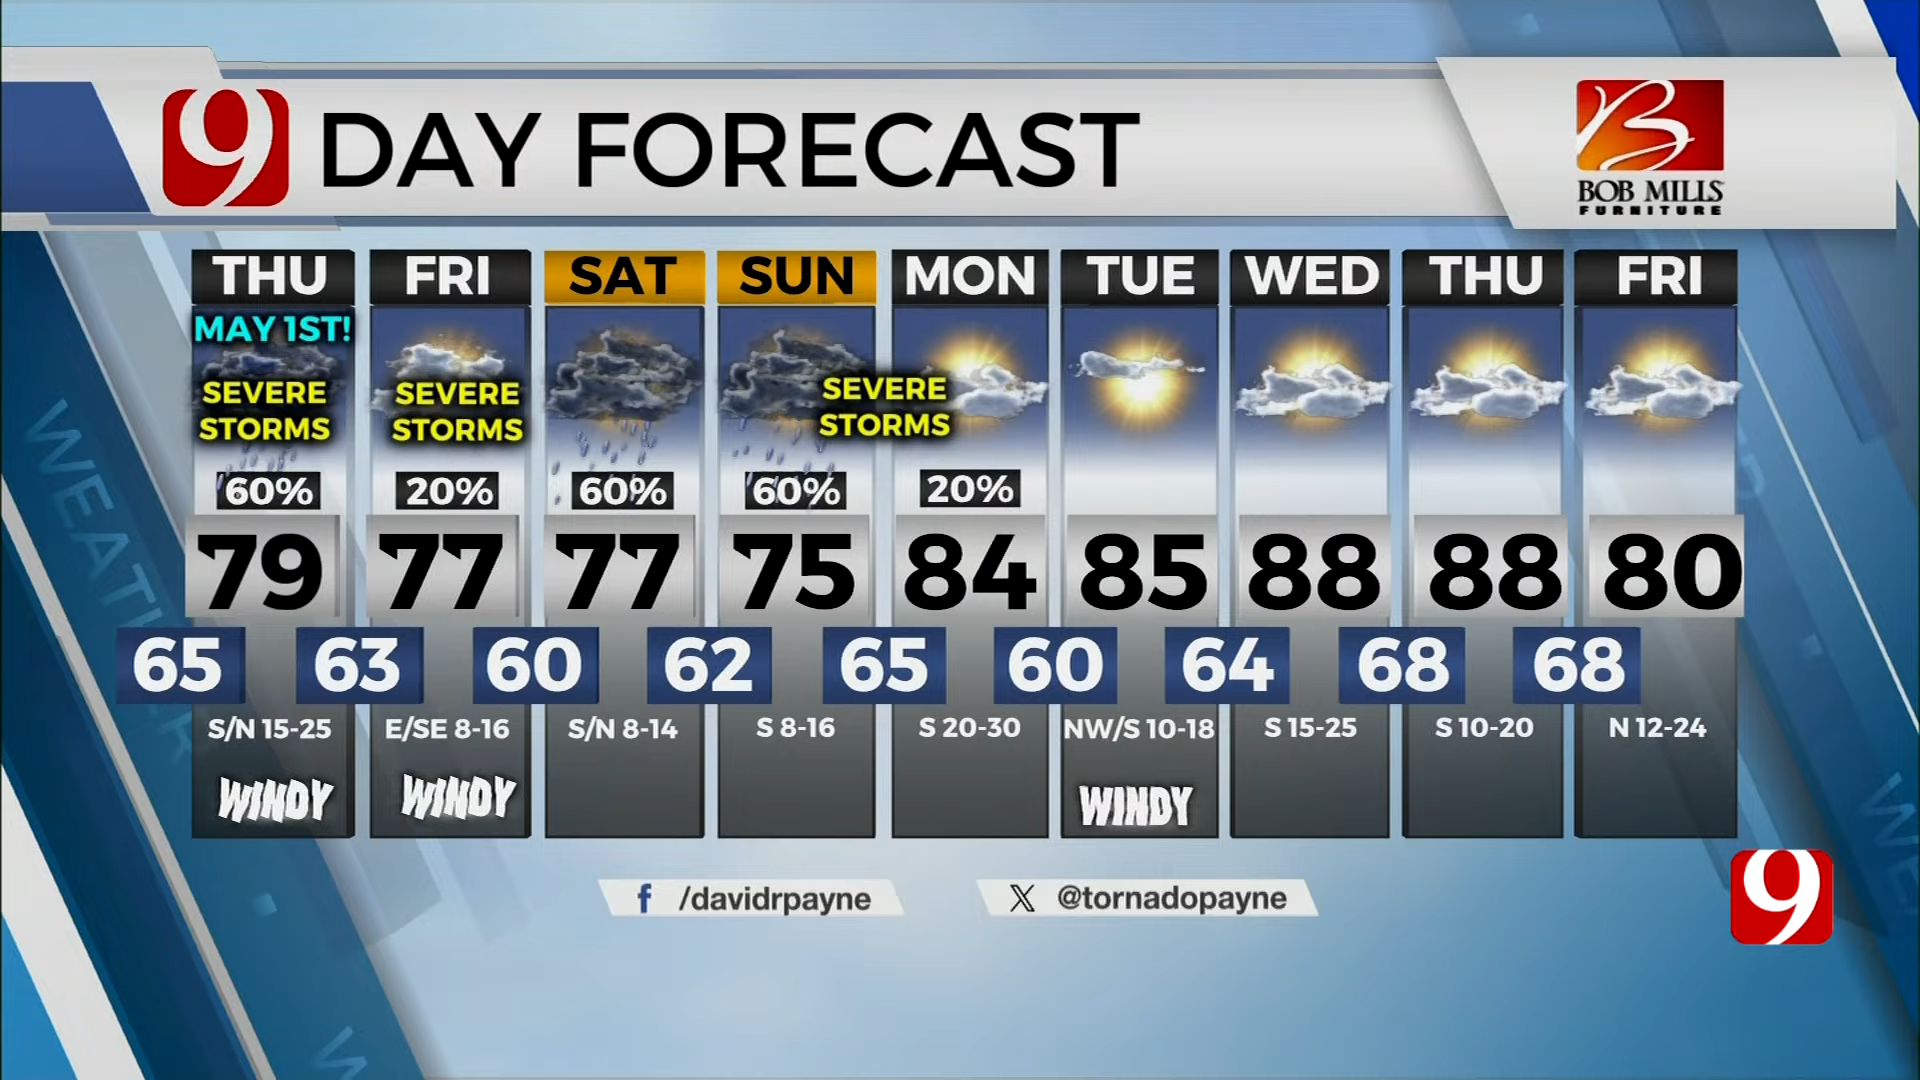 9 DAY FORECAST
B
BOB MILLS
FURNITURE
THU FRI SAT SUN MON TUE WED THU FRI
MAY 1ST!
SEVERE STORMS
SEVERE STORMS
SEVERE STORMS
60% 20% 60% 60% 20%
79 77 77 75 84 85 88 88 80
65 63 60 62 65 60 64 68 68
S/N 15-25 E/SE 8-16 S/N 8-14 S 8-16 S 20-30 NW/S 10-18 S 15-25 S 10-20 N 12-24
WINDY WINDY WINDY
f /davidrpayne X @tornadopayne
9